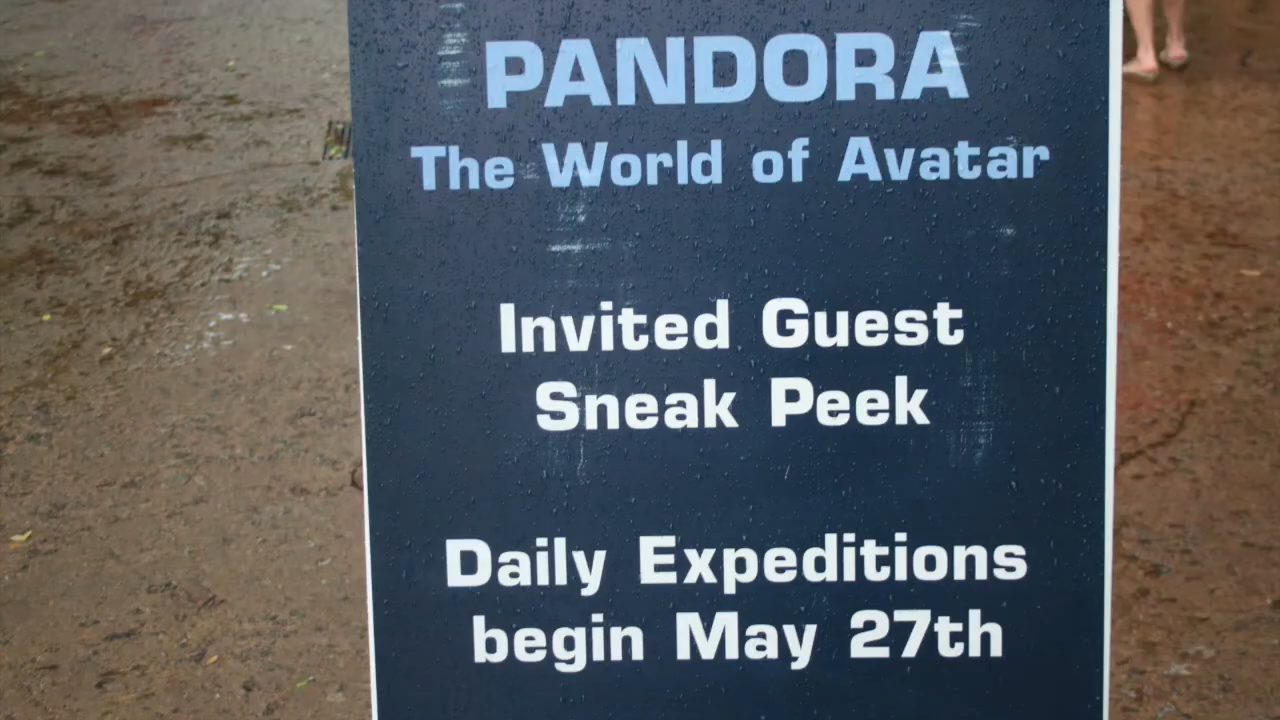 PANDORA
The World of Avatar
Invited Guest
Sneak Peek
Daily Expeditions
begin May 27th